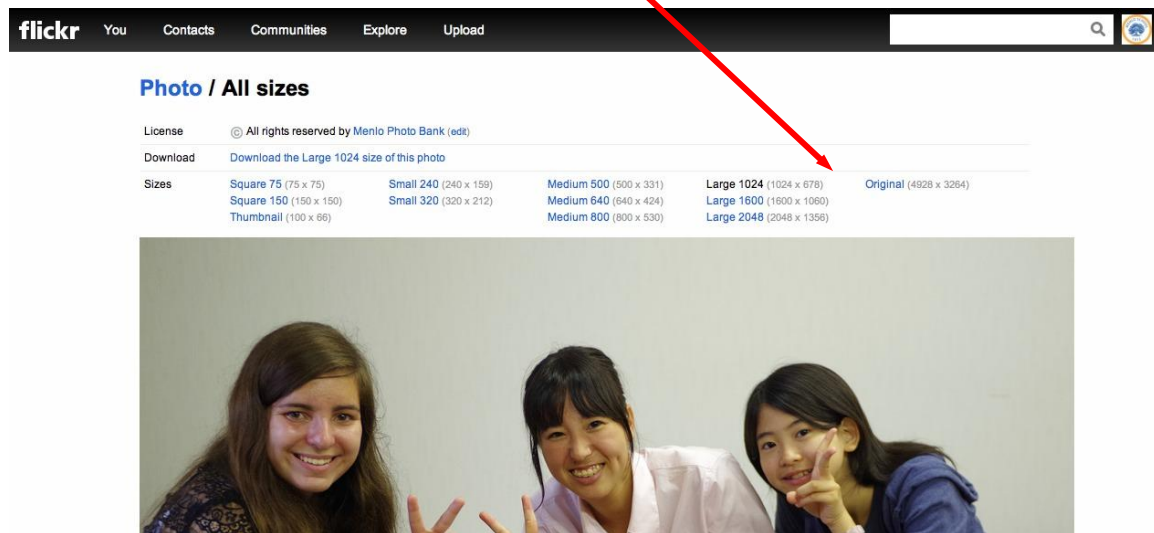 flickr You Contacts Communities Explore Upload
Photo / All sizes
License © All rights reserved by Menlo Photo Bank (edit)
Download Download the Large 1024 size of this photo
Sizes Square 75 (75 x 75) Small 240 (240 x 159) Medium 500 (500 x 331) Large 1024 (1024 x 678) Original (4928 x 3264)
Square 150 (150 x 150) Small 320 (320 x 212) Medium 640 (640 x 424) Large 1600 (1600 x 1060)
Thumbnail (100 x 66) Medium 800 (800 x 530) Large 2048 (2048 x 1356)